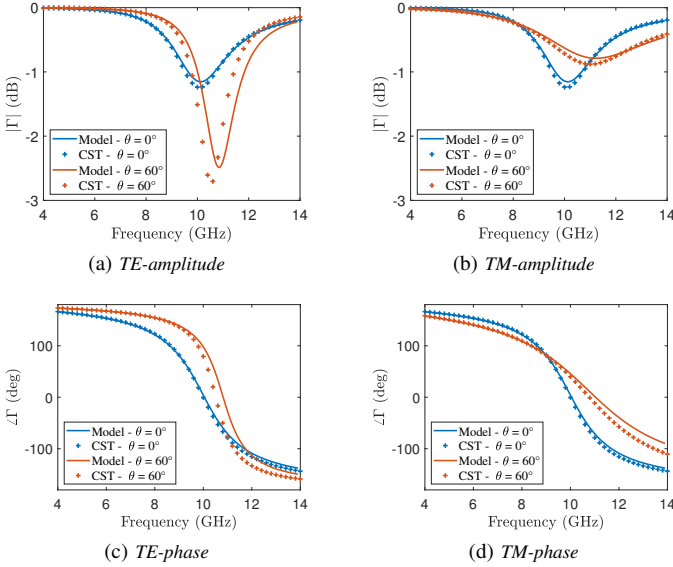 0
-1
-2
-3
|Γ| (dB)
Model - θ = 0°
CST - θ = 0°
Model - θ = 60°
CST - θ = 60°
4 6 8 10 12 14
Frequency (GHz)
(a) TE-amplitude
0
-1
-2
-3
|Γ| (dB)
Model - θ = 0°
CST - θ = 0°
Model - θ = 60°
CST - θ = 60°
4 6 8 10 12 14
Frequency (GHz)
(b) TM-amplitude
100
0
-100
∠Γ (deg)
Model - θ = 0°
CST - θ = 0°
Model - θ = 60°
CST - θ = 60°
4 6 8 10 12 14
Frequency (GHz)
(c) TE-phase
100
0
-100
∠Γ (deg)
Model - θ = 0°
CST - θ = 0°
Model - θ = 60°
CST - θ = 60°
4 6 8 10 12 14
Frequency (GHz)
(d) TM-phase